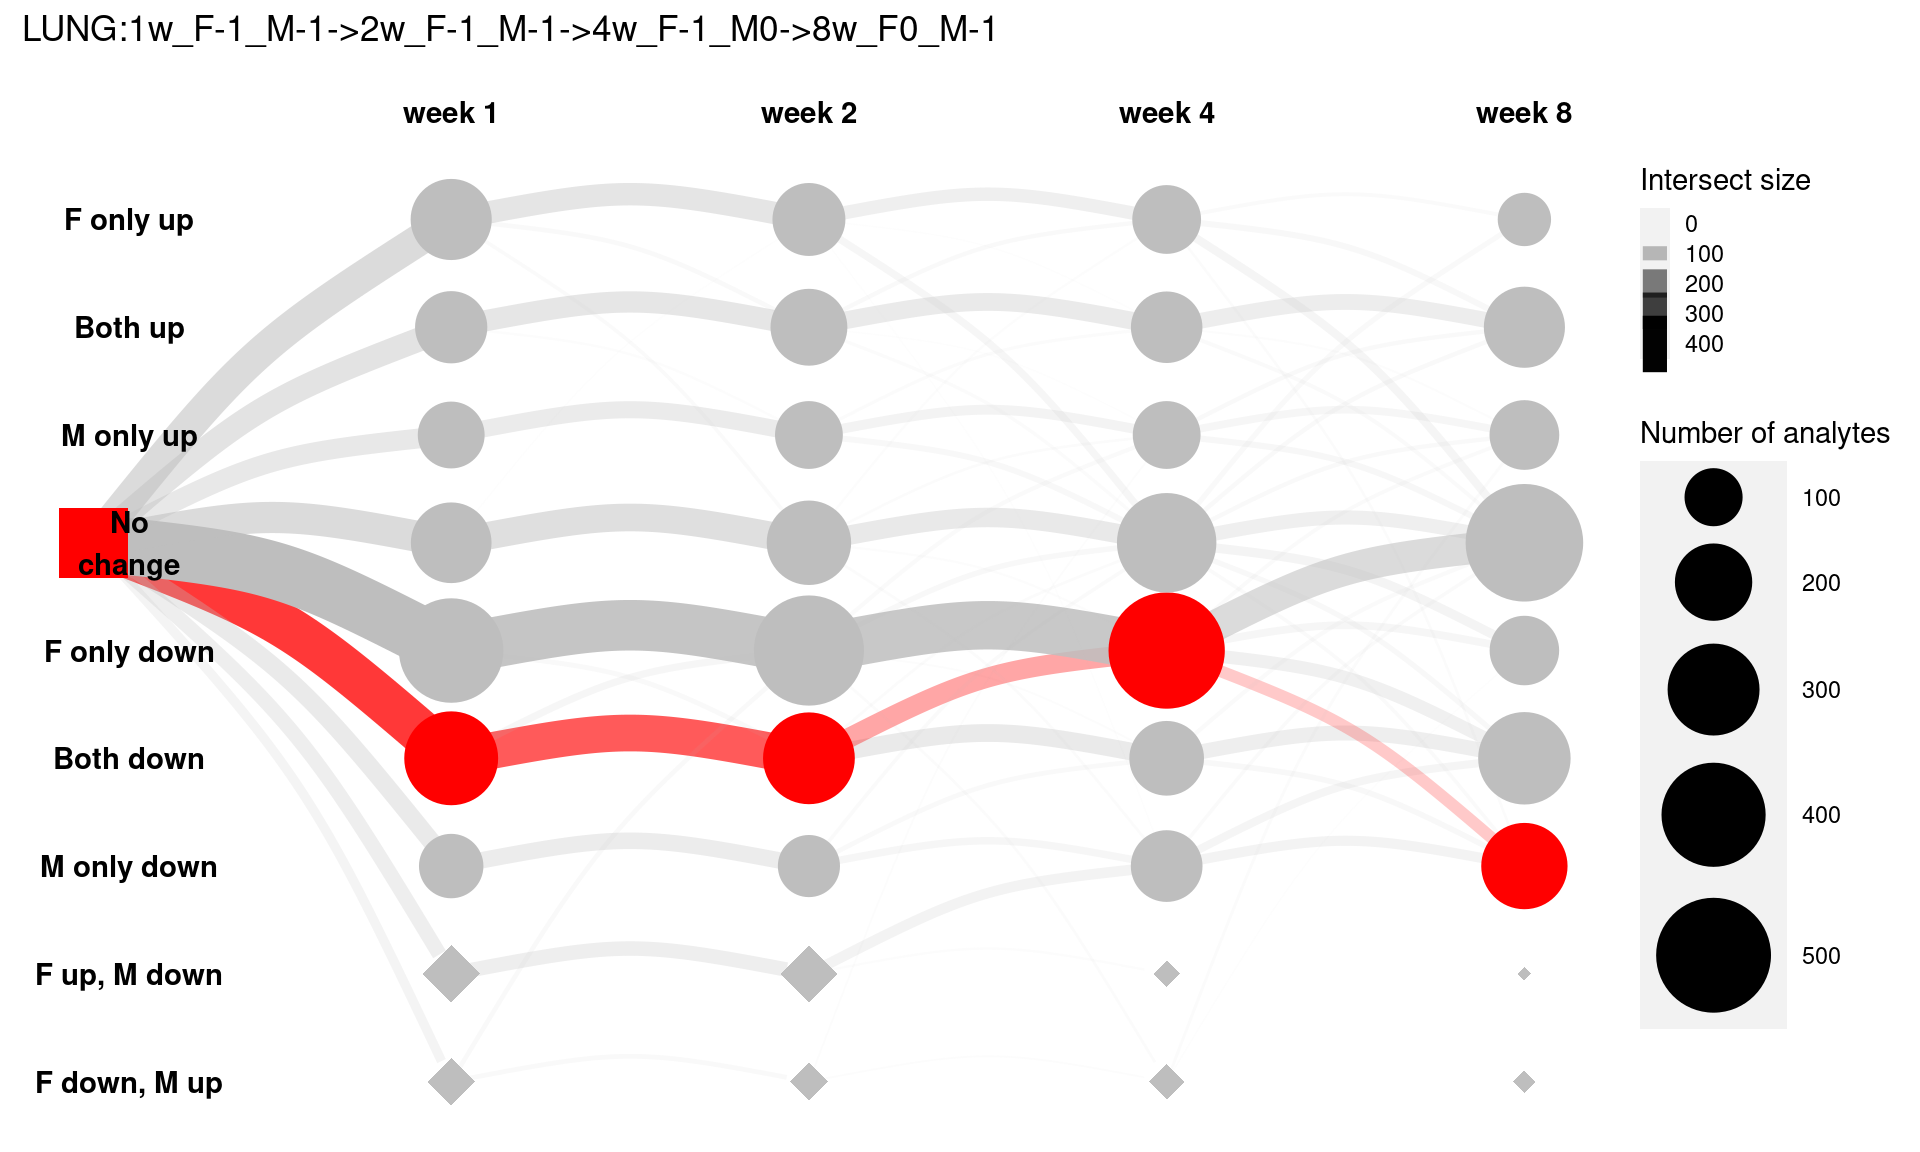 LUNG:1w_F-1_M-1->2w_F-1_M-1->4w_F-1_M0->8w_F0_M-1
week 1
week 2
week 4
week 8
F only up
Both up
M only up
No
change
F only down
Both down
M only down
F up, M down
F down, M up
Intersect size
0
100
200
300
400
Number of analytes
100
200
300
400
500